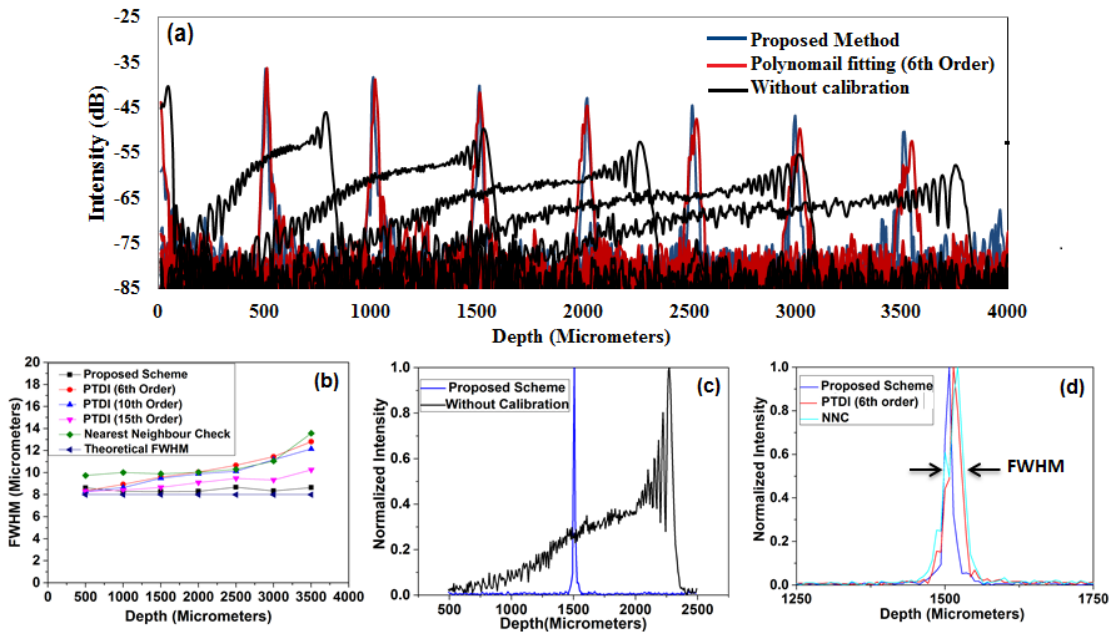 (a)
Proposed Method
Polynomail fitting (6th Order)
Without calibration
Intensity (dB)
-25
-35
-45
-55
-65
-75
-85
0 500 1000 1500 2000 2500 3000 3500 4000
Depth (Micrometers)
(b)
Proposed Scheme
PTDI (6th Order)
PTDI (10th Order)
PTDI (15th Order)
Nearest Neighbour Check
Theoretical FWHM
FWHM (Micrometers)
20
18
16
14
12
10
8
6
4
2
0
0 500 1000 1500 2000 2500 3000 3500 4000
Depth (Micrometers)
(c)
Proposed Scheme
Without Calibration
Normalized Intensity
1.0
0.8
0.6
0.4
0.2
0.0
500 1000 1500 2000 2500
Depth(Micrometers)
(d)
Proposed Scheme
PTDI (6th order)
NNC
FWHM
Normalized Intensity
1.0
0.8
0.6
0.4
0.2
0.0
1250 1500 1750
Depth (Micrometers)